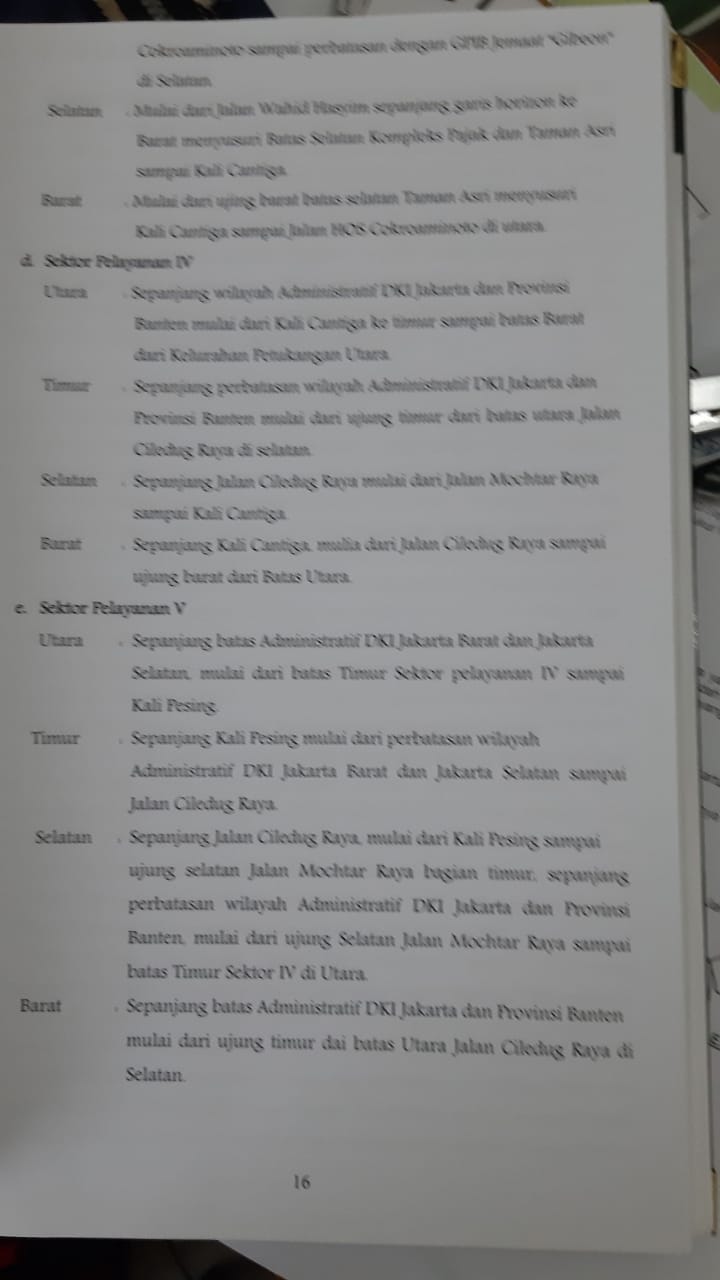 Cokroaminoto sampai perbatasan dengan GPIB Jemaat "Gibeon"
di Selatan.
Selatan : Mulai dari Jalan Wahid Hasyim sepanjang garis horison ke
Barat menyusuri Batas Selatan Kompleks Pajak dan Taman Asri
sampai Kali Cantiga.
Barat : Mulai dari ujung barat batas selatan Taman Asri menyusuri
Kali Cantiga sampai Jalan HOS Cokroaminoto di utara.
d. Sektor Pelayanan IV
Utara : Sepanjang wilayah Administratif DKI Jakarta dan Provinsi
Banten mulai dari Kali Cantiga ke timur sampai batas Barat
dari Kelurahan Petukangan Utara.
Timur : Sepanjang perbatasan wilayah Administratif DKI Jakarta dan
Provinsi Banten mulai dari ujung timur dari batas utara Jalan
Ciledug Raya di selatan.
Selatan : Sepanjang Jalan Ciledug Raya mulai dari Jalan Mochtar Raya
sampai Kali Cantiga.
Barat : Sepanjang Kali Cantiga, mulia dari Jalan Ciledug Raya sampai
ujung barat dari Batas Utara.
e. Sektor Pelayanan V
Utara : Sepanjang batas Administratif DKI Jakarta Barat dan Jakarta
Selatan, mulai dari batas Timur Sektor pelayanan IV sampai
Kali Pesing.
Timur : Sepanjang Kali Pesing mulai dari perbatasan wilayah
Administratif DKI Jakarta Barat dan Jakarta Selatan sampai
Jalan Ciledug Raya.
Selatan : Sepanjang Jalan Ciledug Raya, mulai dari Kali Pesing sampai
ujung selatan Jalan Mochtar Raya bagian timur, sepanjang
perbatasan wilayah Administratif DKI Jakarta dan Provinsi
Banten, mulai dari ujung Selatan Jalan Mochtar Raya sampai
batas Timur Sektor IV di Utara.
Barat : Sepanjang batas Administratif DKI Jakarta dan Provinsi Banten
mulai dari ujung timur dai batas Utara Jalan Ciledug Raya di
Selatan.
16